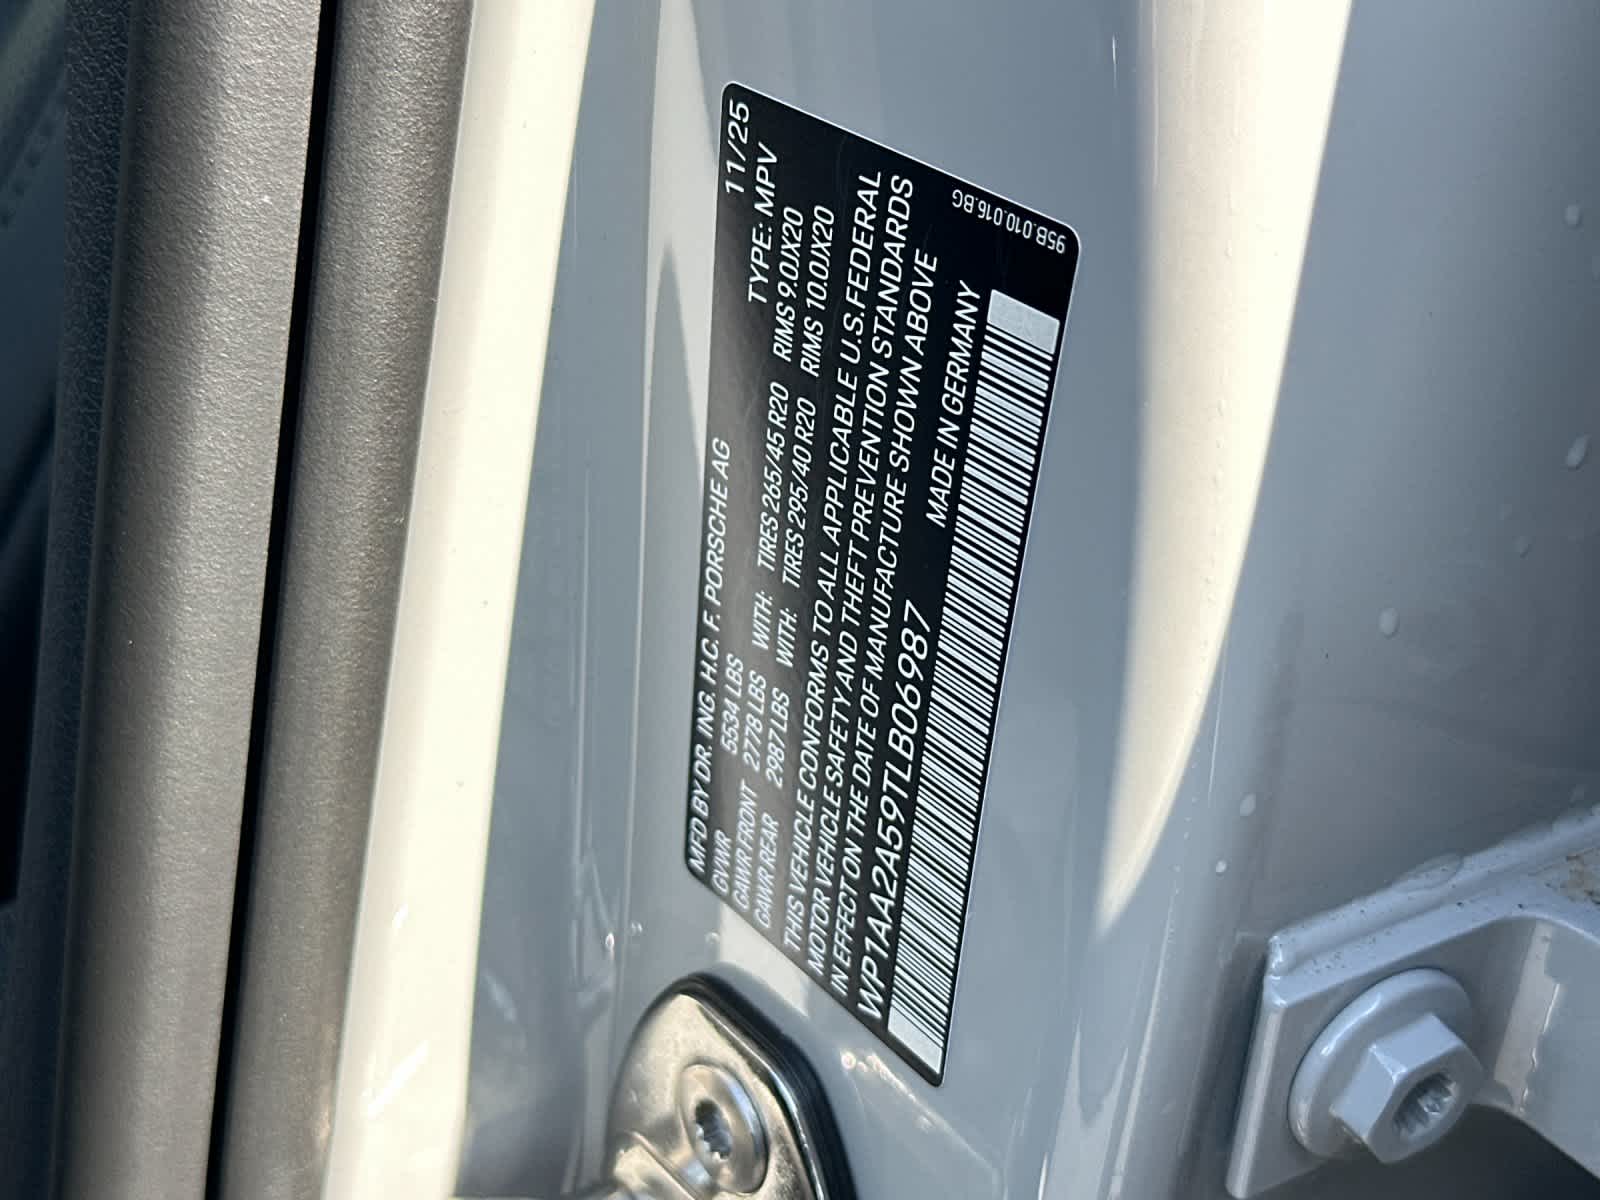 MFD BY DR. ING. H.C. F. PORSCHE AG 11/25
GVWR 5534 LBS TYPE: MPV
GAWR FRONT 2778 LBS WITH: TIRES 265/45 R20 RIMS 9.0JX20
GAWR REAR 2987 LBS WITH: TIRES 295/40 R20 RIMS 10.0JX20
THIS VEHICLE CONFORMS TO ALL APPLICABLE U.S.FEDERAL
MOTOR VEHICLE SAFETY AND THEFT PREVENTION STANDARDS
IN EFFECT ON THE DATE OF MANUFACTURE SHOWN ABOVE
WP1AA2A59TLB06987 MADE IN GERMANY
95B.010.016.BG